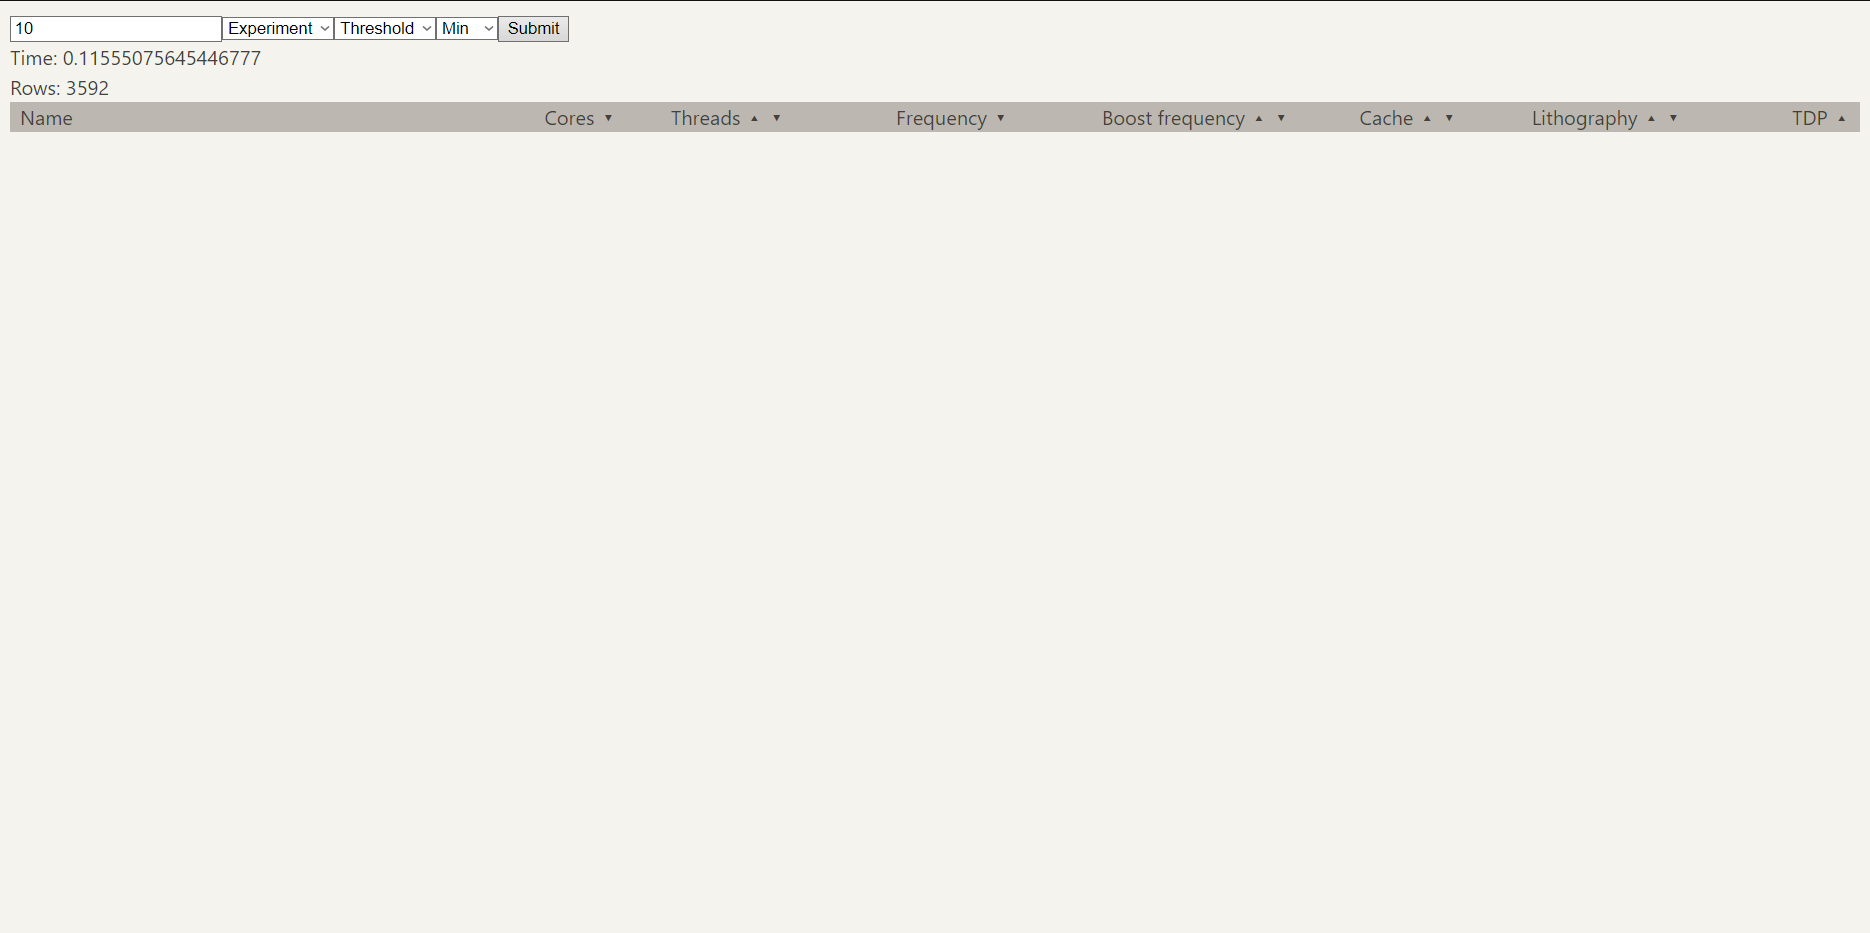 10 Experiment Threshold Min Submit
Time: 0.11555075645446777
Rows: 3592
Name Cores ▼ Threads ▲ ▼ Frequency ▼ Boost frequency ▲ ▼ Cache ▲ ▼ Lithography ▲ ▼ TDP ▲